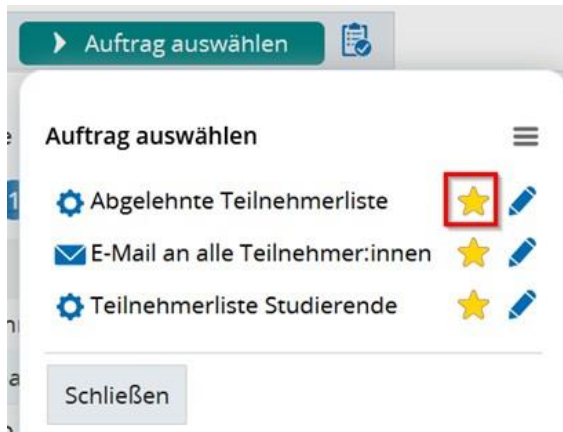 Auftrag auswählen
Auftrag auswählen
Abgelehnte Teilnehmerliste
E-Mail an alle Teilnehmer:innen
Teilnehmerliste Studierende
Schließen